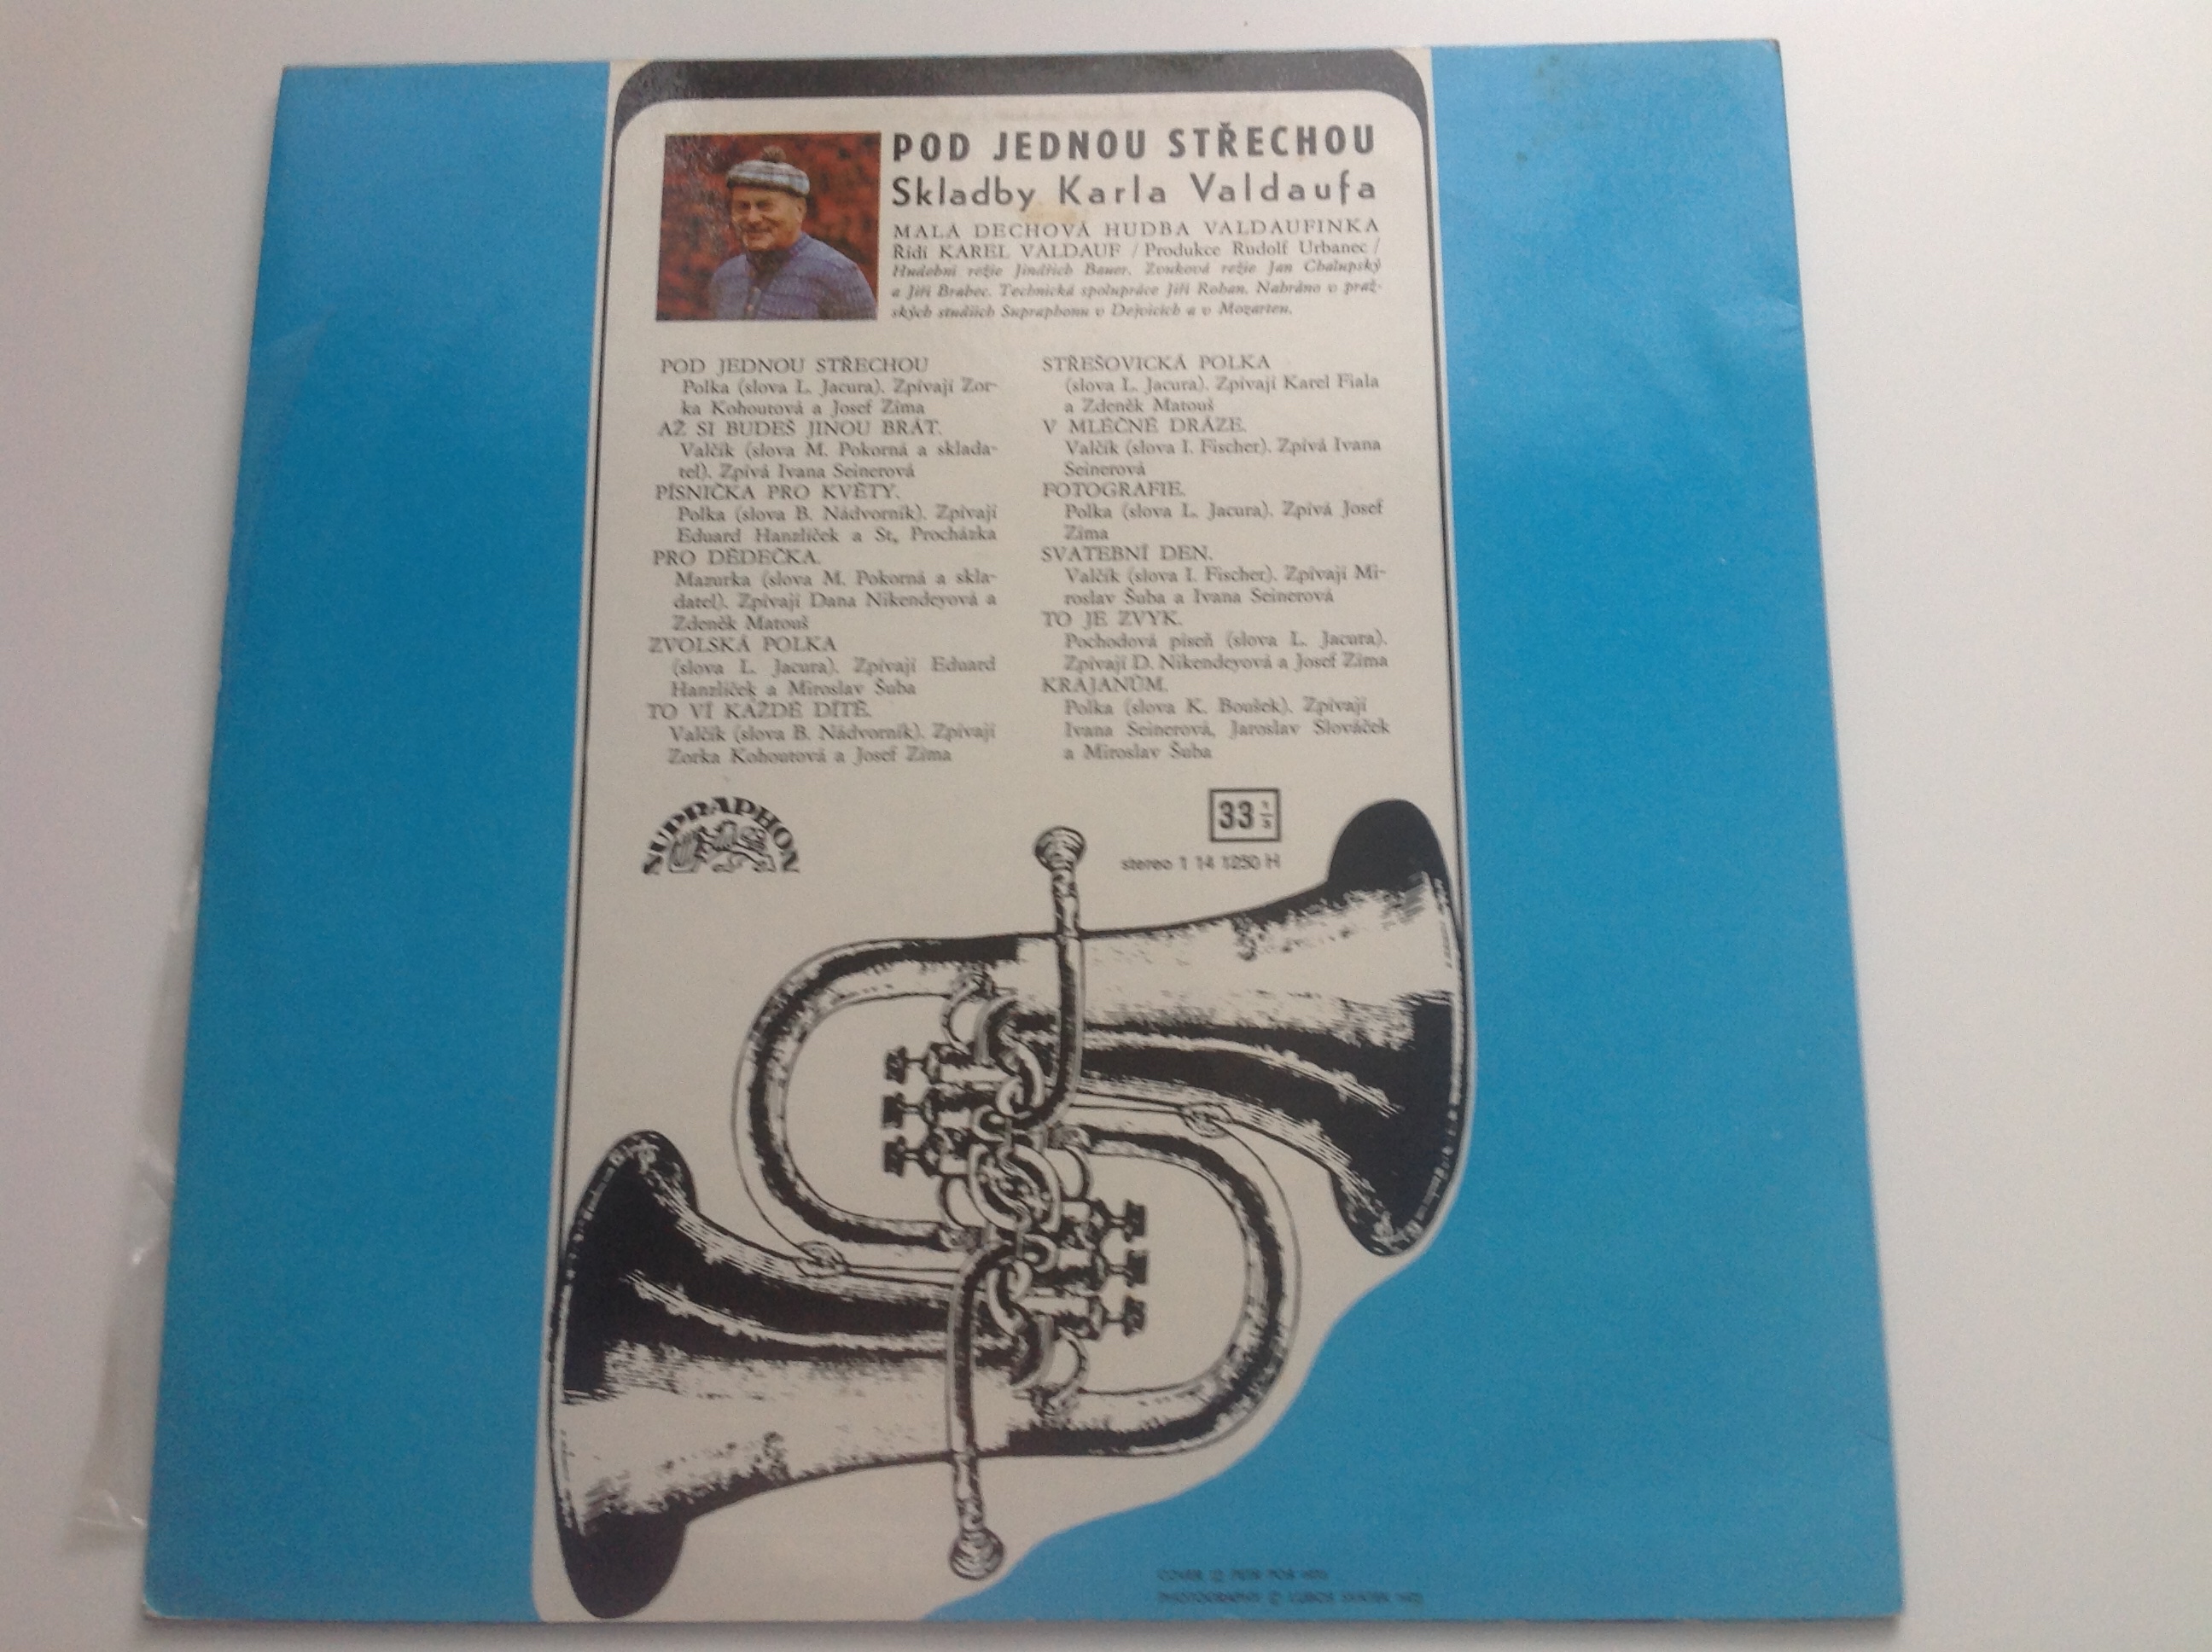 POD JEDNOU STŘECHOU
Skladby Karla Valdaufa
MALÁ DECHOVÁ HUDBA VALDAUFINKA
Řídí KAREL VALDAUF / Produkce Rudolf Urbanec /
Hudební režie Jindřich Bauer. Zvuková režie Jan Chalupský
a Jiří Brabec. Technická spolupráce Jiří Roban. Nahráno v praž-
ských studiích Supraphonu v Dejvicích a v Mozarteu.
POD JEDNOU STŘECHOU
Polka (slova L. Jacura). Zpívají Zor-
ka Kohoutová a Josef Zíma
AŽ SI BUDEŠ JINOU BRÁT.
Valčík (slova M. Pokorná a sklada-
tel). Zpívá Ivana Seinerová
PÍSNIČKA PRO KVĚTY.
Polka (slova B. Nádvorník). Zpívají
Eduard Hanzlíček a St, Procházka
PRO DĚDEČKA.
Mazurka (slova M. Pokorná a skla-
datel). Zpívají Dana Nikendeyová a
Zdeněk Matouš
ZVOLSKÁ POLKA
(slova L. Jacura). Zpívají Eduard
Hanzlíček a Miroslav Šuba
TO VÍ KAŽDÉ DÍTĚ.
Valčík (slova B. Nádvorník). Zpívají
Zorka Kohoutová a Josef Zíma
STŘEŠOVICKÁ POLKA
(slova L. Jacura). Zpívají Karel Fiala
a Zdeněk Matouš
V MLÉČNÉ DRÁZE.
Valčík (slova I. Fischer). Zpívá Ivana
Seinerová
FOTOGRAFIE.
Polka (slova L. Jacura). Zpívá Josef
Zíma
SVATEBNÍ DEN.
Valčík (slova I. Fischer). Zpívají Mi-
roslav Šuba a Ivana Seinerová
TO JE ZVYK.
Pochodová píseň (slova L. Jacura).
Zpívají D. Nikendeyová a Josef Zíma
KRAJANŮM.
Polka (slova K. Boušek). Zpívají
Ivana Seinerová, Jaroslav Slováček
a Miroslav Šuba
SUPRAPHON
33 1/3
stereo 1 14 1250 H
COVER © PETR
PHOTOGRAPHY ©